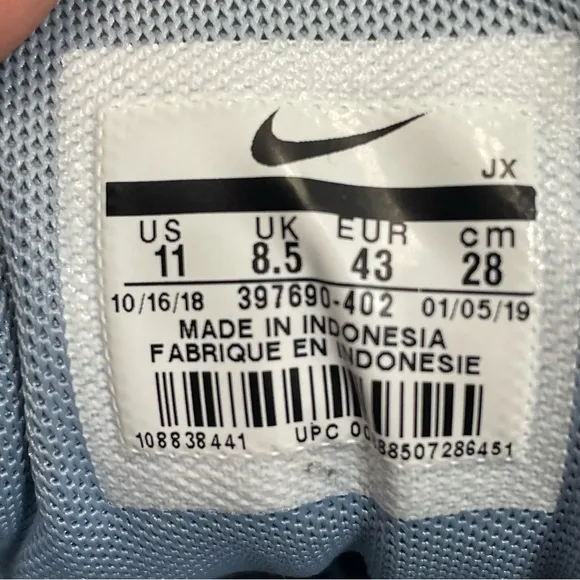 JX
US UK EUR cm
11 8.5 43 28
10/16/18 397690-402 01/05/19
MADE IN INDONESIA
FABRIQUE EN INDONESIE
108838441 UPC